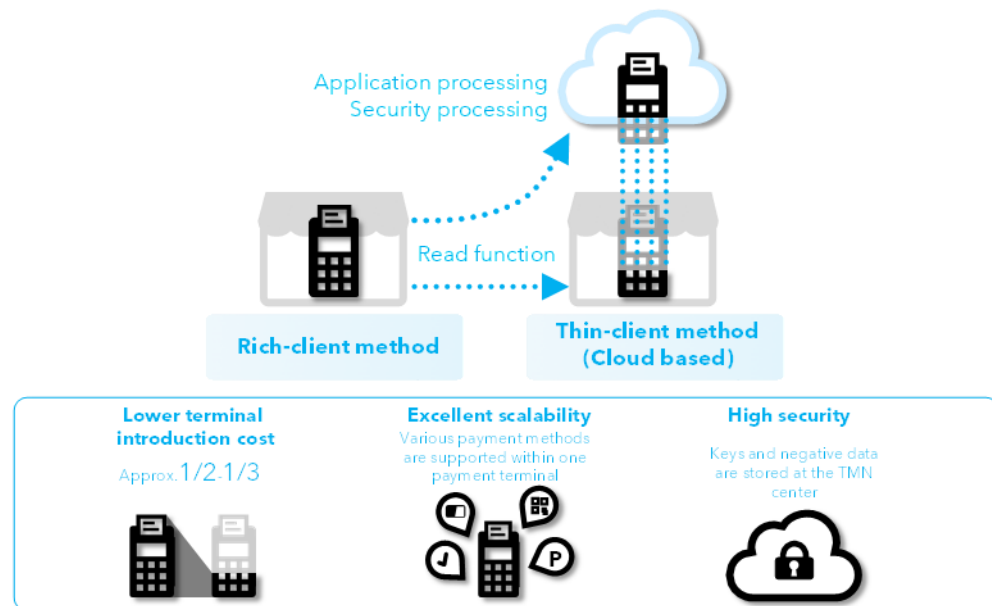 Application processing
Security processing
Read function
Rich-client method
Thin-client method
(Cloud based)
Lower terminal
introduction cost
Approx.1/2-1/3
Excellent scalability
Various payment methods
are supported within one
payment terminal
P
High security
Keys and negative data
are stored at the TMN
center